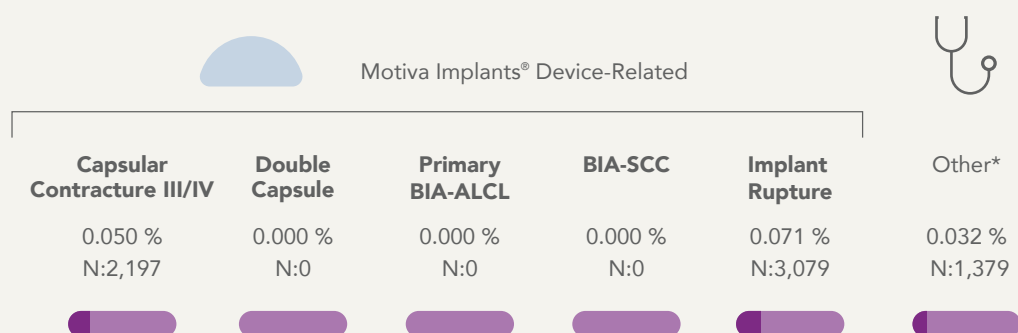 Motiva Implants® Device-Related
Capsular
Contracture III/IV
0.050 %
N:2,197
Double
Capsule
0.000 %
N:0
Primary
BIA-ALCL
0.000 %
N:0
BIA-SCC
0.000 %
N:0
Implant
Rupture
0.071 %
N:3,079
Other*
0.032 %
N:1,379